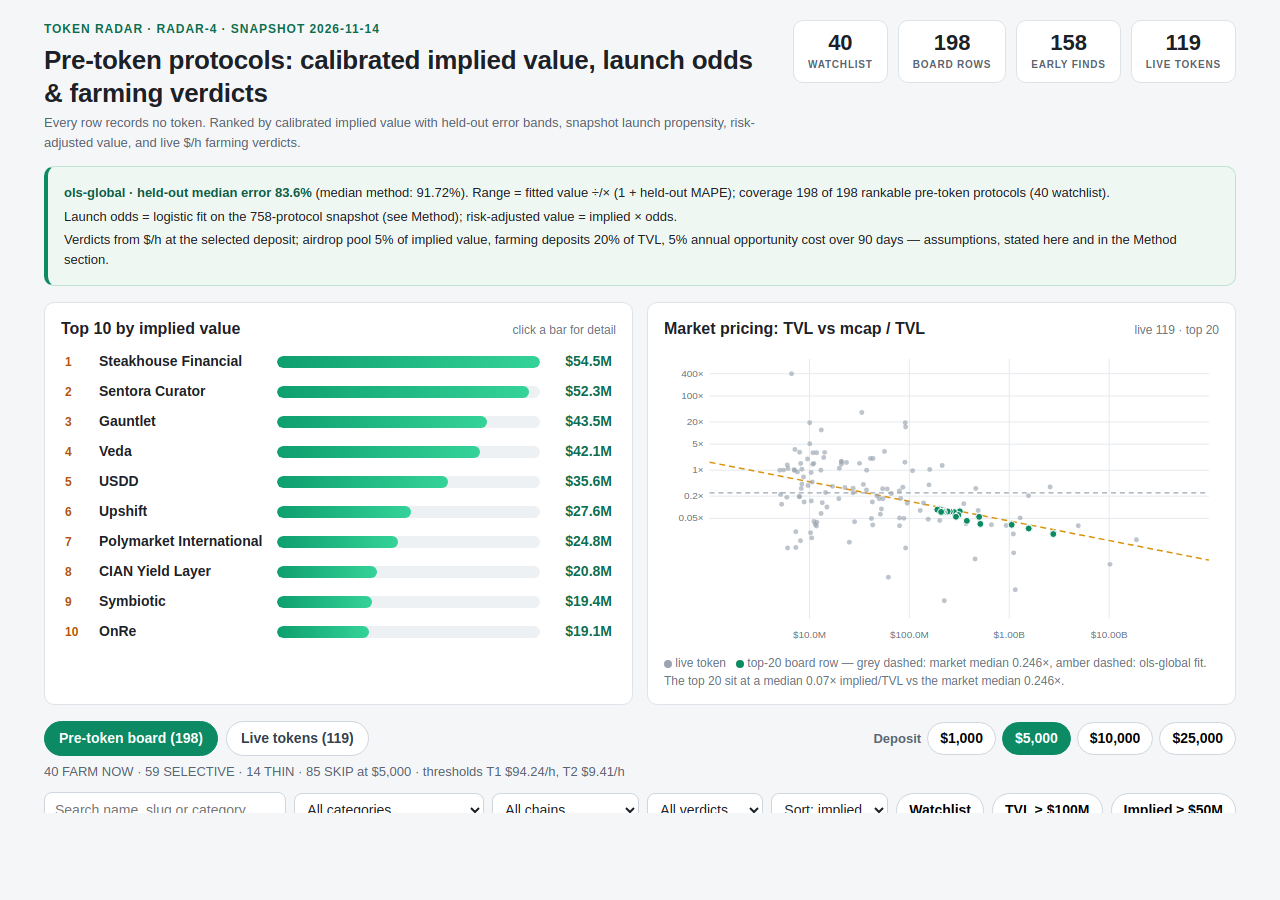 TOKEN RADAR · RADAR-4 · SNAPSHOT 2026-11-14
Pre-token protocols: calibrated implied value, launch odds
& farming verdicts
Every row records no token. Ranked by calibrated implied value with held-out error bands, snapshot launch propensity, risk-
adjusted value, and live $/h farming verdicts.
40
WATCHLIST
198
BOARD ROWS
158
EARLY FINDS
119
LIVE TOKENS
ols-global · held-out median error 83.6% (median method: 91.72%). Range = fitted value ÷/× (1 + held-out MAPE); coverage 198 of 198 rankable pre-token protocols (40 watchlist).
Launch odds = logistic fit on the 758-protocol snapshot (see Method); risk-adjusted value = implied × odds.
Verdicts from $/h at the selected deposit; airdrop pool 5% of implied value, farming deposits 20% of TVL, 5% annual opportunity cost over 90 days — assumptions, stated here and in the Method
section.
Top 10 by implied value
click a bar for detail
1 Steakhouse Financial $54.5M
2 Sentora Curator $52.3M
3 Gauntlet $43.5M
4 Veda $42.1M
5 USDD $35.6M
6 Upshift $27.6M
7 Polymarket International $24.8M
8 CIAN Yield Layer $20.8M
9 Symbiotic $19.4M
10 OnRe $19.1M
Market pricing: TVL vs mcap / TVL
live 119 · top 20
400×
100×
20×
5×
1×
0.2×
0.05×
$10.0M $100.0M $1.00B $10.00B
live token top-20 board row — grey dashed: market median 0.246×, amber dashed: ols-global fit.
The top 20 sit at a median 0.07× implied/TVL vs the market median 0.246×.
Pre-token board (198) Live tokens (119)
Deposit $1,000 $5,000 $10,000 $25,000
40 FARM NOW · 59 SELECTIVE · 14 THIN · 85 SKIP at $5,000 · thresholds T1 $94.24/h, T2 $9.41/h
Search name, slug or category All categories All chains All verdicts Sort: implied Watchlist TVL ≥ $100M Implied ≥ $50M